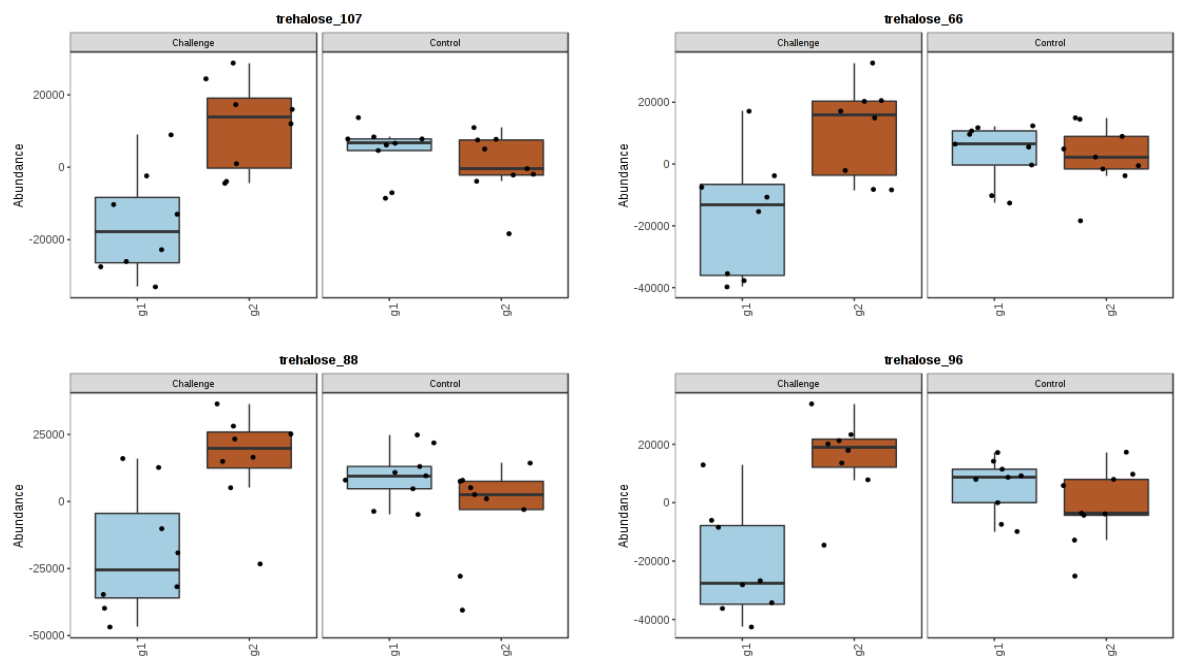 trehalose_107
Challenge
Control
Abundance
20000
0
-20000
g1
g2
g1
g2
trehalose_66
Challenge
Control
Abundance
20000
0
-20000
-40000
g1
g2
g1
g2
trehalose_88
Challenge
Control
Abundance
25000
0
-25000
-50000
g1
g2
g1
g2
trehalose_96
Challenge
Control
Abundance
20000
0
-20000
-40000
g1
g2
g1
g2